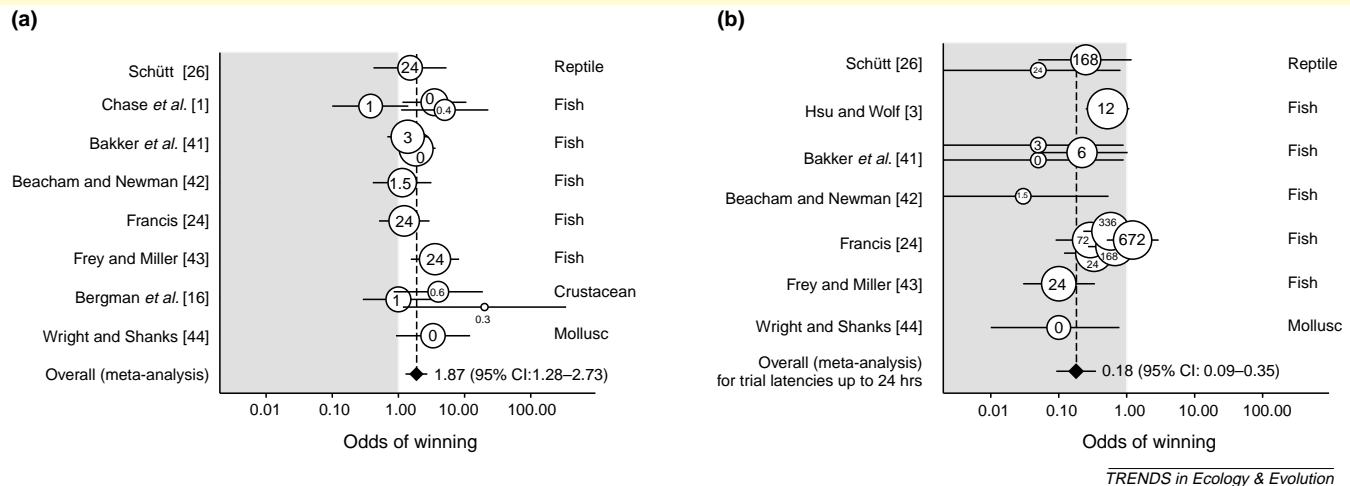 (a)
Schütt [26] 24 Reptile
Chase et al. [1] 1 0 0.4 Fish
Bakker et al. [41] 3 0 Fish
Beacham and Newman [42] 1.5 Fish
Francis [24] 24 Fish
Frey and Miller [43] 24 Fish
Bergman et al. [16] 1 0.6 0.3 Crustacean
Wright and Shanks [44] 0 Mollusc
Overall (meta-analysis) 1.87 (95% CI:1.28–2.73)
0.01 0.10 1.00 10.00 100.00
Odds of winning
(b)
Schütt [26] 168 24 Reptile
Hsu and Wolf [3] 12 Fish
Bakker et al. [41] 3 6 0 Fish
Beacham and Newman [42] 1.5 Fish
Francis [24] 72 336 24 168 672 Fish
Frey and Miller [43] 24 Fish
Wright and Shanks [44] 0 Mollusc
Overall (meta-analysis)
for trial latencies up to 24 hrs 0.18 (95% CI: 0.09–0.35)
0.01 0.10 1.00 10.00 100.00
Odds of winning
TRENDS in Ecology & Evolution